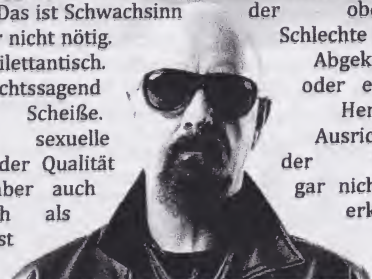 Das ist Schwachsinn der obe
r nicht nötig. Schlechte
ilettantisch. Abgek
chtssagend oder e
Scheiße. Her
sexuelle Ausric
der Qualität der
aber auch gar nich
h als erk
st